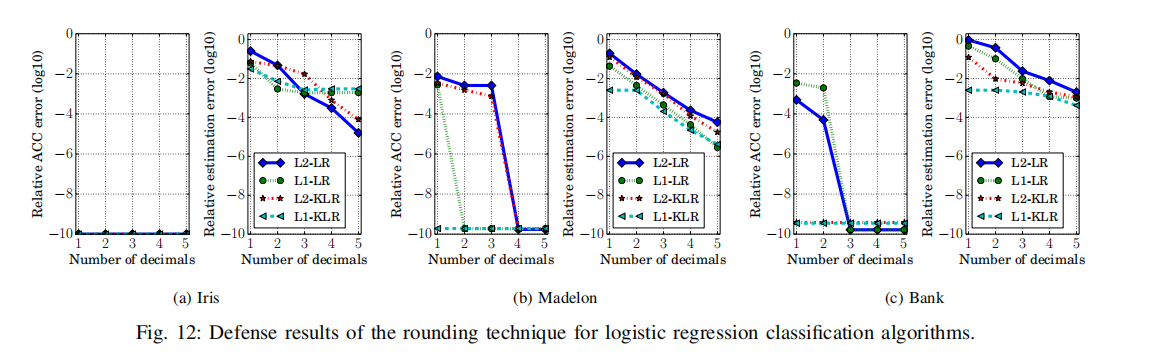 Relative ACC error (log10)
0
−2
−4
−6
−8
−10
1 2 3 4 5
Number of decimals
Relative estimation error (log10)
0
−2
−4
−6
−8
−10
L2-LR
L1-LR
L2-KLR
L1-KLR
1 2 3 4 5
Number of decimals
(a) Iris
Relative ACC error (log10)
0
−2
−4
−6
−8
−10
1 2 3 4 5
Number of decimals
Relative estimation error (log10)
0
−2
−4
−6
−8
−10
L2-LR
L1-LR
L2-KLR
L1-KLR
1 2 3 4 5
Number of decimals
(b) Madelon
Relative ACC error (log10)
0
−2
−4
−6
−8
−10
1 2 3 4 5
Number of decimals
Relative estimation error (log10)
0
−2
−4
−6
−8
−10
L2-LR
L1-LR
L2-KLR
L1-KLR
1 2 3 4 5
Number of decimals
(c) Bank
Fig. 12: Defense results of the rounding technique for logistic regression classification algorithms.